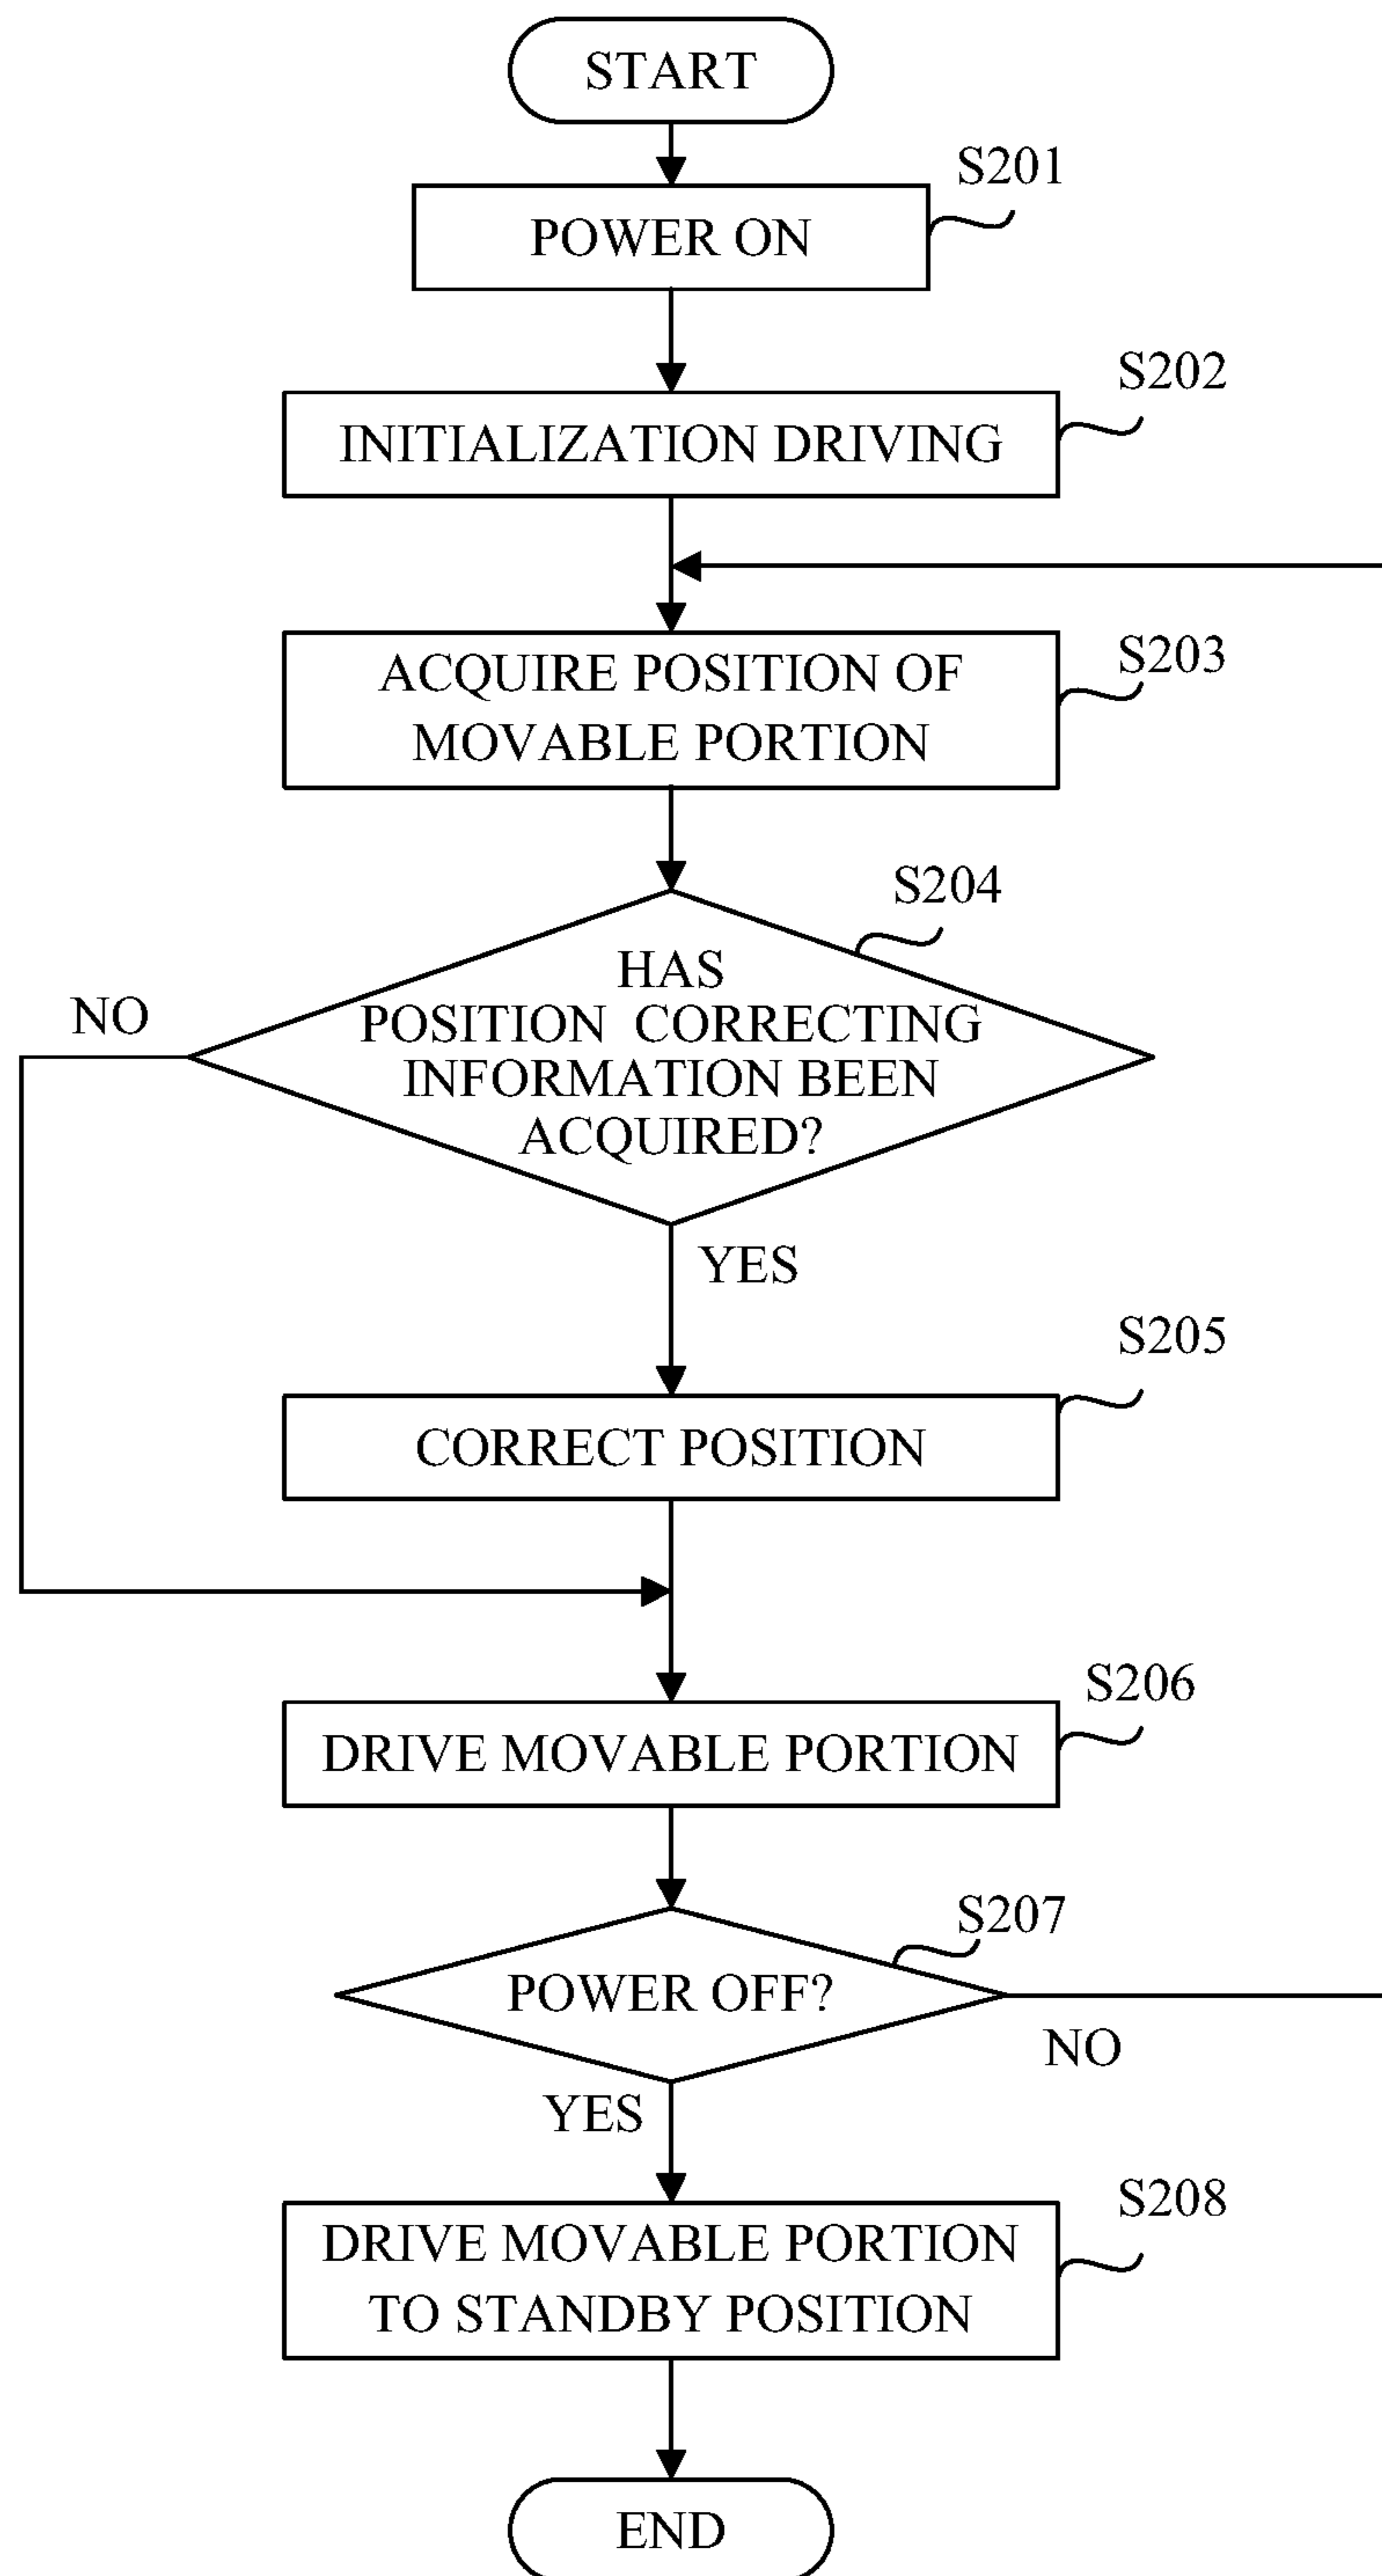 START
S201
POWER ON
S202
INITIALIZATION DRIVING
S203
ACQUIRE POSITION OF
MOVABLE PORTION
S204
HAS
POSITION CORRECTING
INFORMATION BEEN
ACQUIRED?
NO
YES
S205
CORRECT POSITION
S206
DRIVE MOVABLE PORTION
S207
POWER OFF?
NO
YES
S208
DRIVE MOVABLE PORTION
TO STANDBY POSITION
END